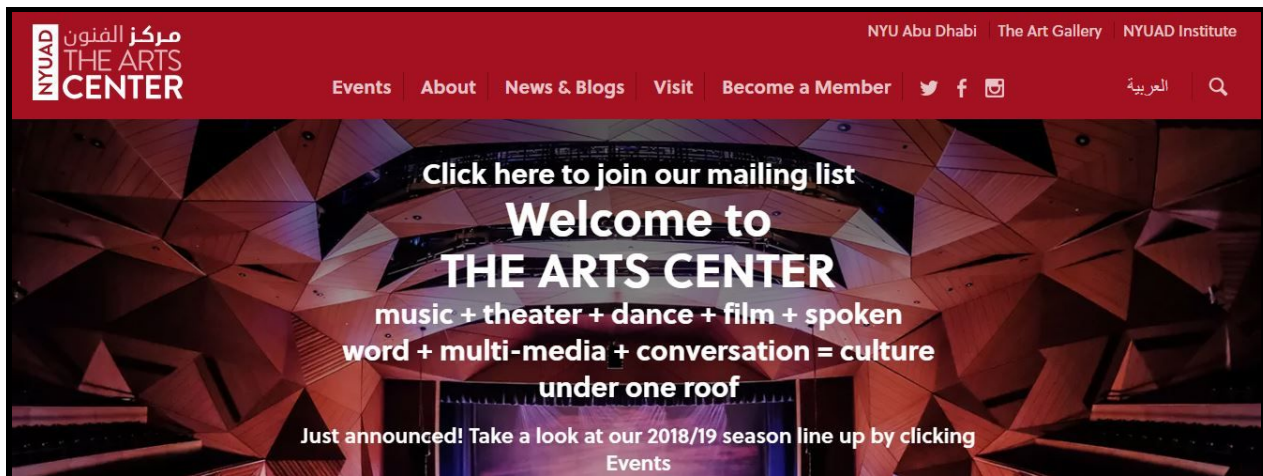 NYU Abu Dhabi
The Art Gallery
NYUAD Institute
NYUAD
مركز الفنون
THE ARTS
CENTER
Events
About
News & Blogs
Visit
Become a Member
العربية
Click here to join our mailing list
Welcome to
THE ARTS CENTER
music + theater + dance + film + spoken
word + multi-media + conversation = culture
under one roof
Just announced! Take a look at our 2018/19 season line up by clicking
Events